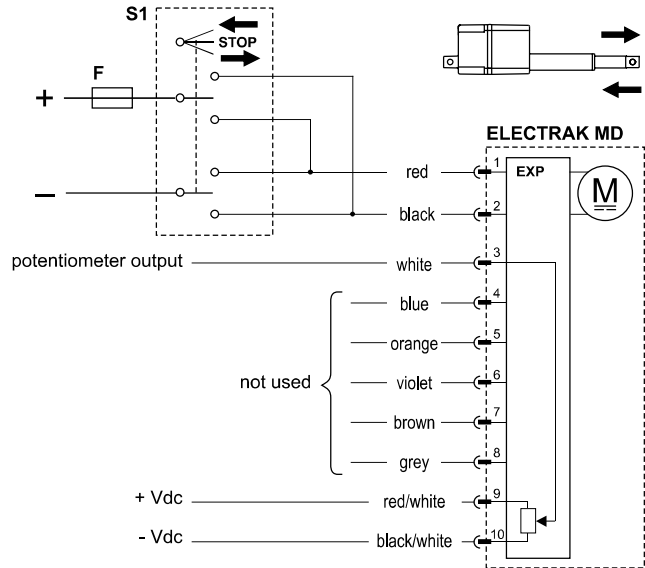 S1
STOP
F
+
–
ELECTRAK MD
EXP
M
red 1
black 2
potentiometer output white 3
blue 4
orange 5
not used
violet 6
brown 7
grey 8
+ Vdc red/white 9
- Vdc black/white 10